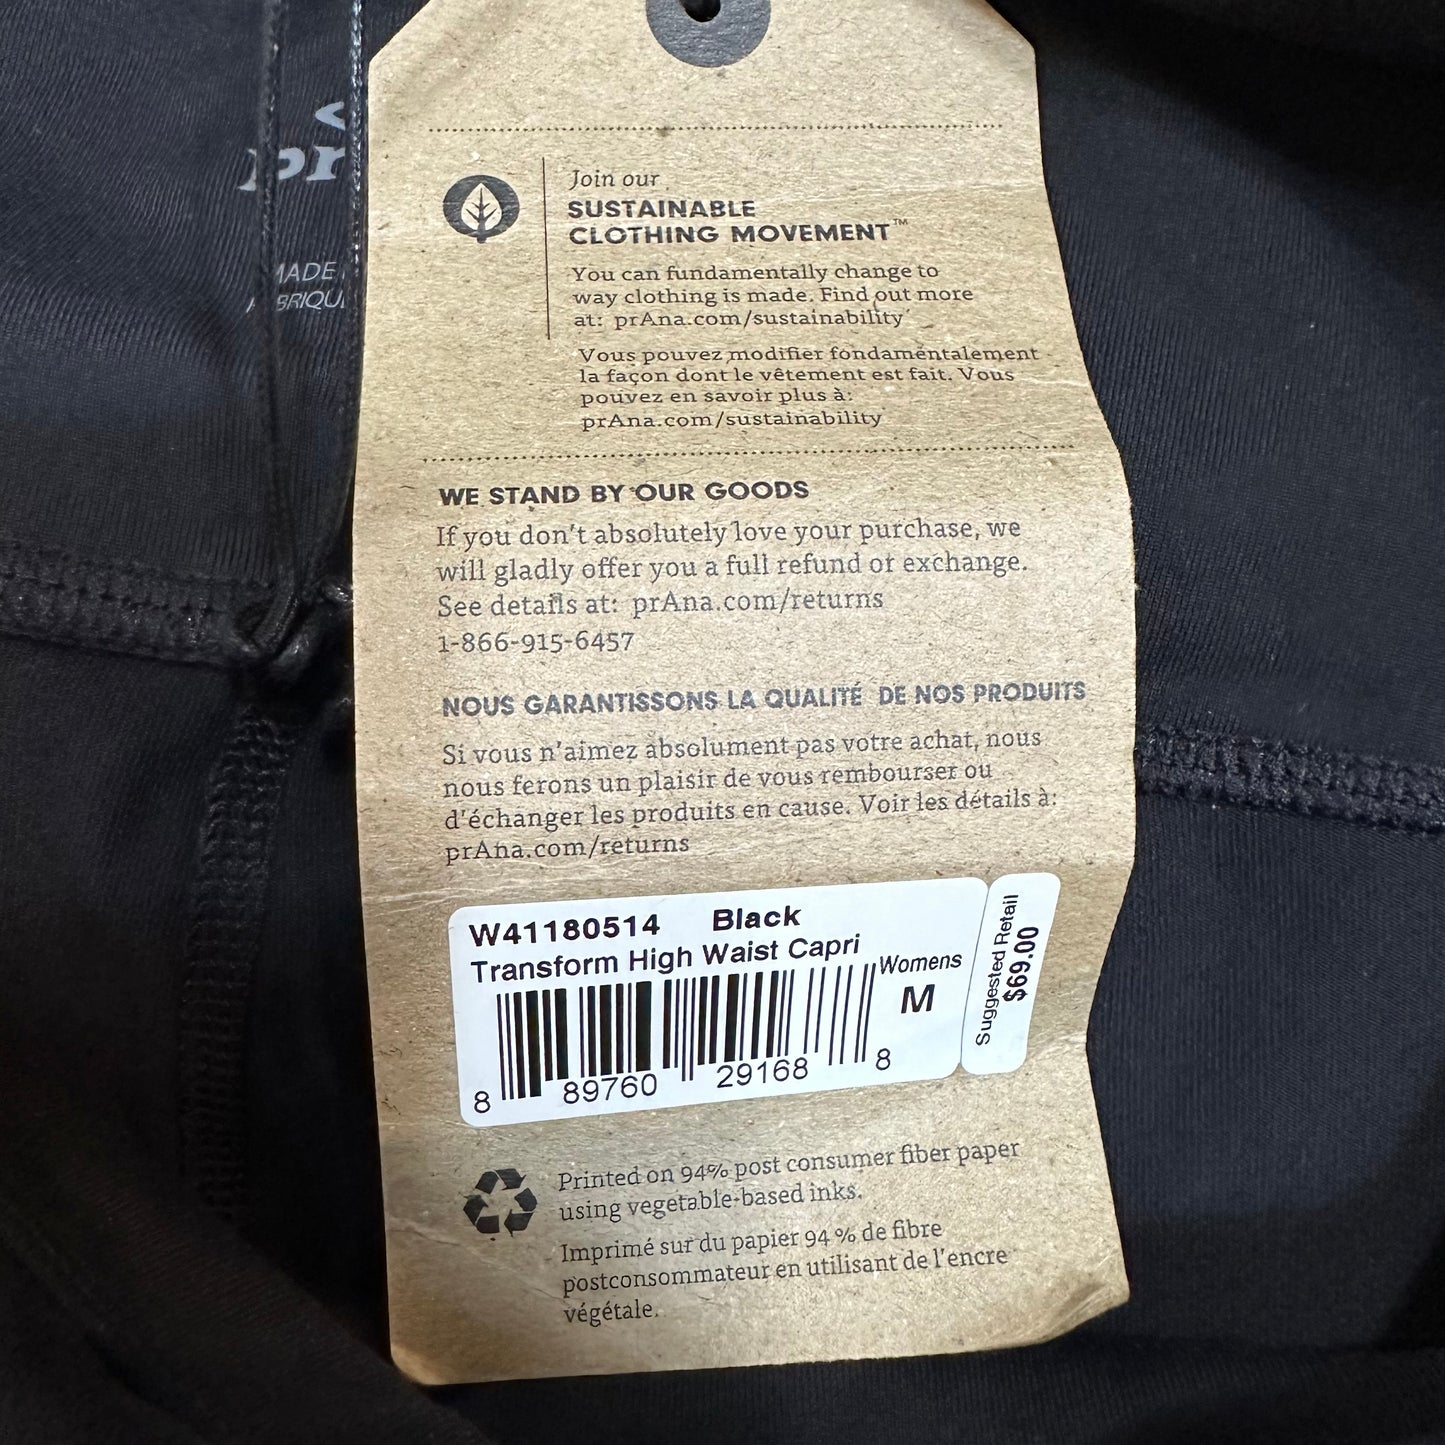 Join our
SUSTAINABLE
CLOTHING MOVEMENT™
You can fundamentally change to
way clothing is made. Find out more
at: prAna.com/sustainability
Vous pouvez modifier fondamentalement
la façon dont le vêtement est fait. Vous
pouvez en savoir plus à:
prAna.com/sustainability
WE STAND BY OUR GOODS
If you don't absolutely love your purchase, we
will gladly offer you a full refund or exchange.
See details at: prAna.com/returns
1-866-915-6457
NOUS GARANTISSONS LA QUALITÉ DE NOS PRODUITS
Si vous n'aimez absolument pas votre achat, nous
nous ferons un plaisir de vous rembourser ou
d'échanger les produits en cause. Voir les détails à:
prAna.com/returns
W41180514 Black
Transform High Waist Capri
Womens
M
8 89760 29168 8
Suggested Retail
$69.00
Printed on 94% post consumer fiber paper
using vegetable-based inks.
Imprimé sur du papier 94 % de fibre
postconsommateur en utilisant de l'encre
végétale.